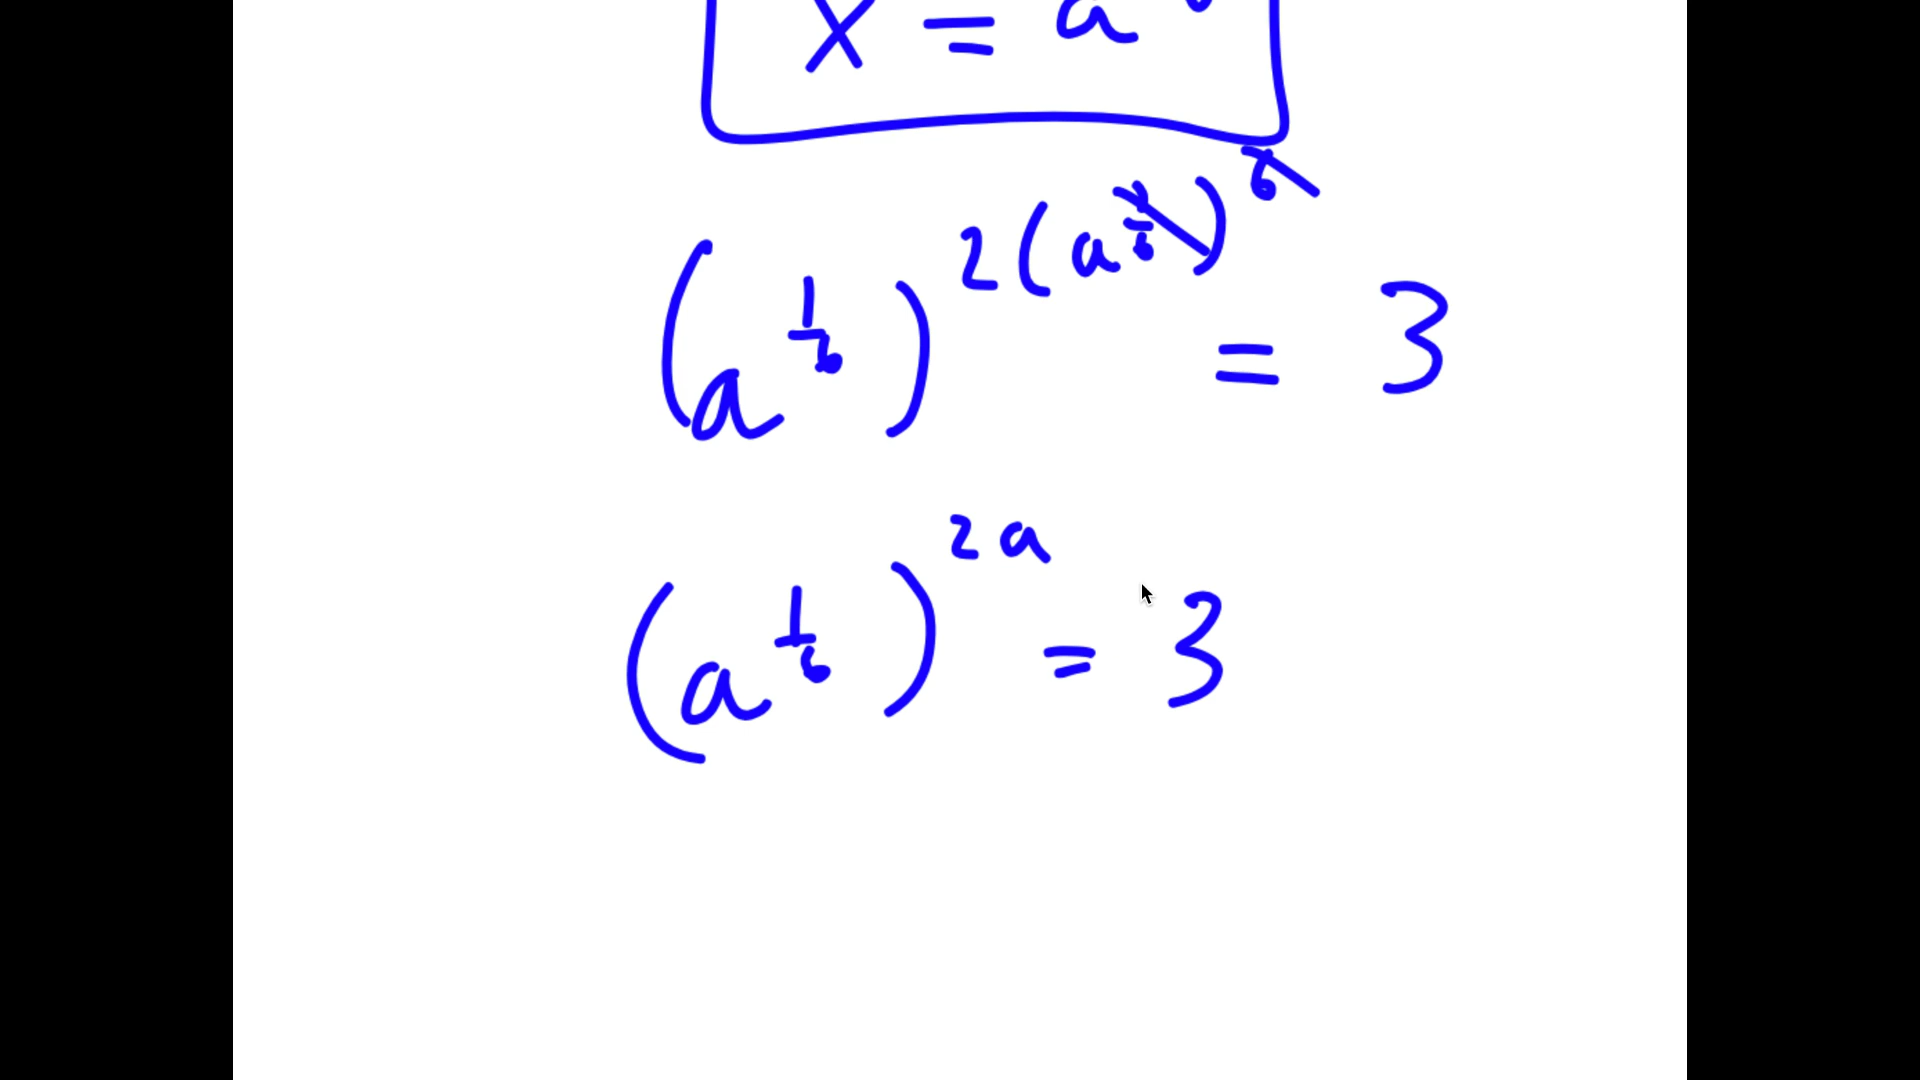 x = a
(a^(1/6))^(2(a^(1/6))^6) = 3
(a^(1/6))^(2a) = 3